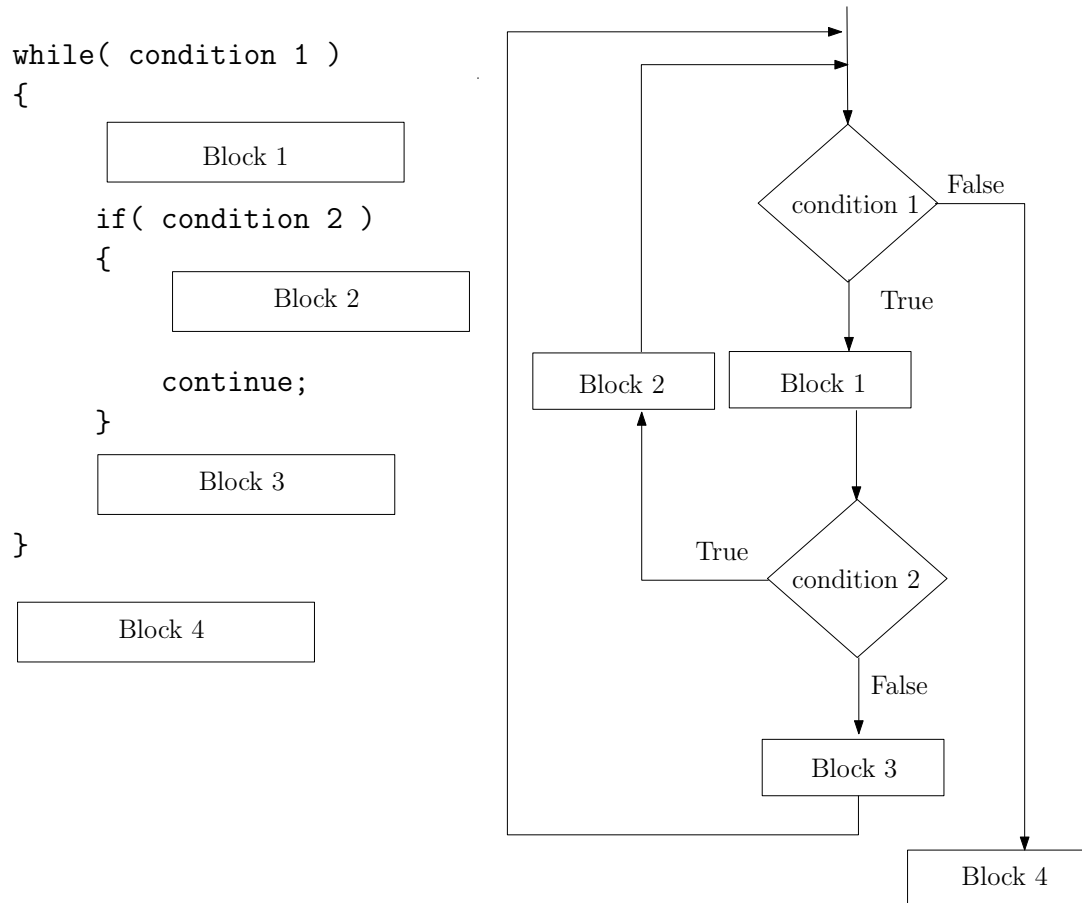 while( condition 1 )
{
Block 1
if( condition 2 )
{
Block 2
continue;
}
Block 3
}
Block 4
condition 1
False
True
Block 2
Block 1
True
condition 2
False
Block 3
Block 4